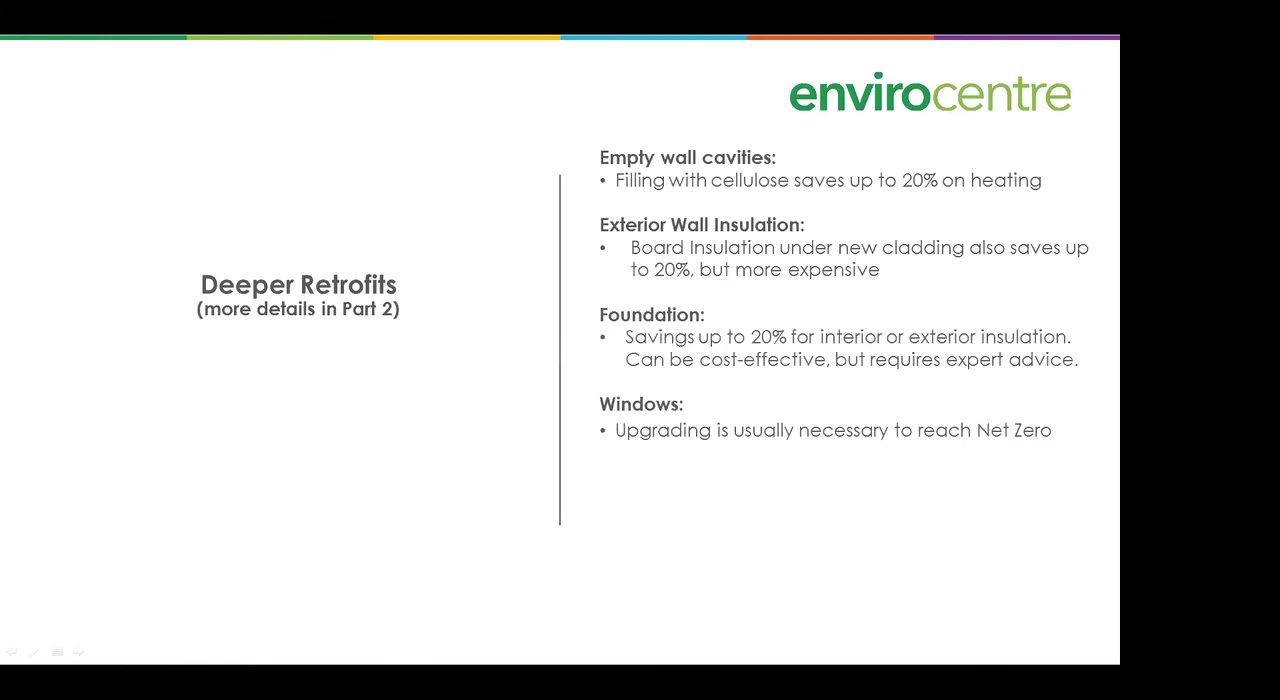 envirocentre
Deeper Retrofits
(more details in Part 2)
Empty wall cavities:
• Filling with cellulose saves up to 20% on heating
Exterior Wall Insulation:
• Board Insulation under new cladding also saves up
to 20%, but more expensive
Foundation:
• Savings up to 20% for interior or exterior insulation.
Can be cost-effective, but requires expert advice.
Windows:
• Upgrading is usually necessary to reach Net Zero